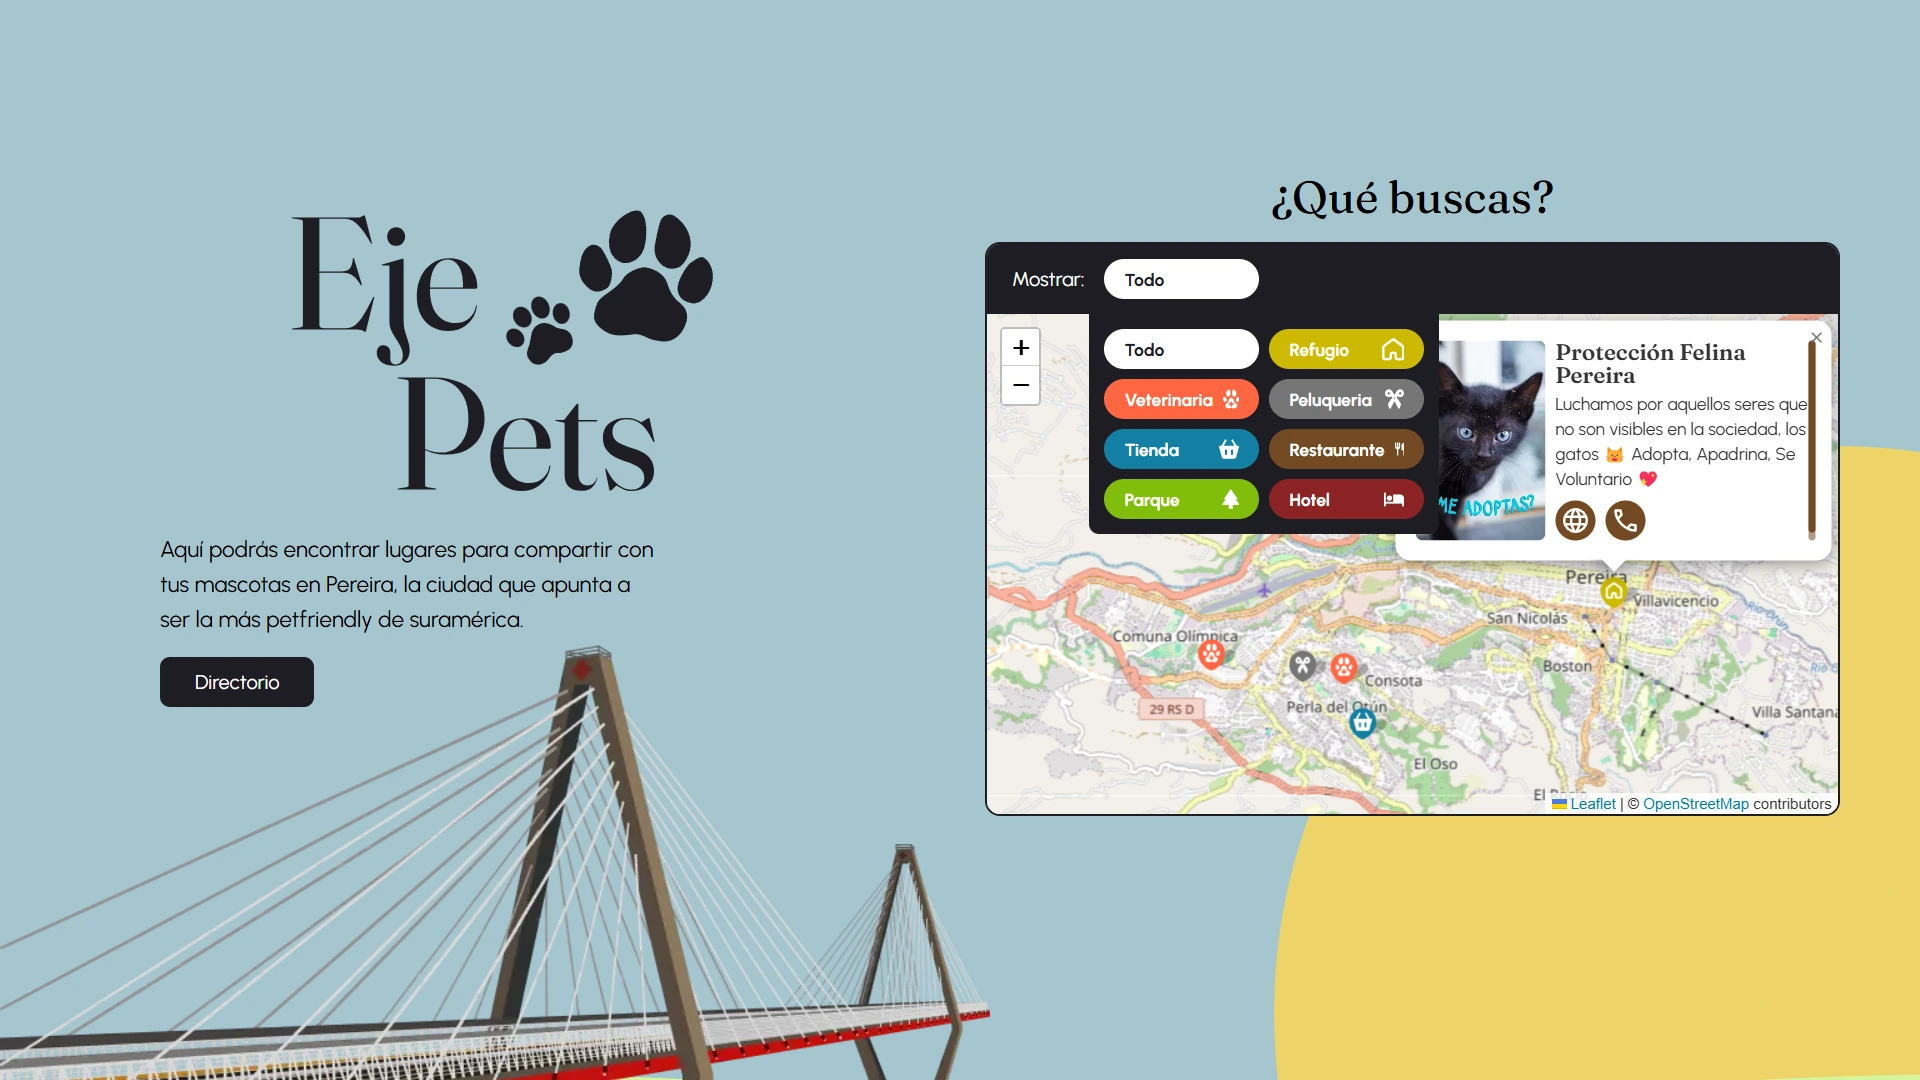 Eje
Pets
Aquí podrás encontrar lugares para compartir con
tus mascotas en Pereira, la ciudad que apunta a
ser la más petfriendly de suramérica.
Directorio
¿Qué buscas?
Mostrar:
Todo
Todo
Refugio
Veterinaria
Peluqueria
Tienda
Restaurante
Parque
Hotel
+
−
×
ME ADOPTAS?
Protección Felina
Pereira
Luchamos por aquellos seres que
no son visibles en la sociedad, los
gatos 😺 Adopta, Apadrina, Se
Voluntario 💖
Pereira
Villavicencio
San Nicolás
Comuna Olímpica
Boston
Consota
29 RS D
Perla del Otún
Villa Santana
El Oso
Leaflet | © OpenStreetMap contributors